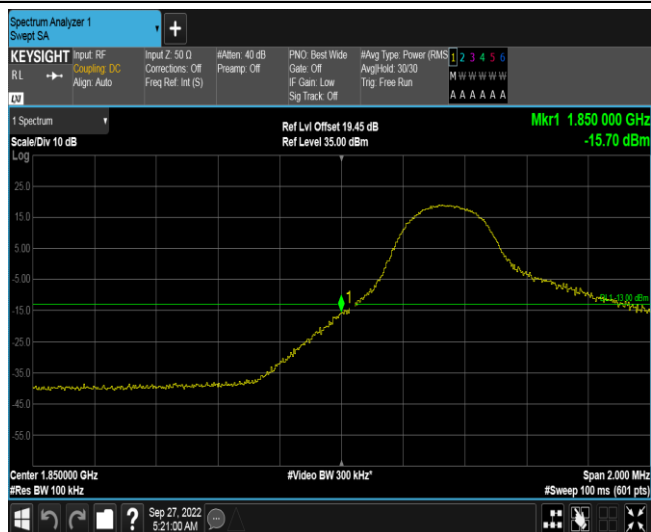 Spectrum Analyzer 1
Swept SA
+
KEYSIGHT
RL
LXI
Input: RF
Coupling: DC
Align: Auto
Input Z: 50 Ω
Corrections: Off
Freq Ref: Int (S)
#Atten: 40 dB
Preamp: Off
PNO: Best Wide
Gate: Off
IF Gain: Low
Sig Track: Off
#Avg Type: Power (RMS
Avg|Hold: 30/30
Trig: Free Run
1 2 3 4 5 6
M W W W W W
A A A A A A
1 Spectrum
Scale/Div 10 dB
Log
Ref Lvl Offset 19.45 dB
Ref Level 35.00 dBm
Mkr1 1.850 000 GHz
-15.70 dBm
25.0
15.0
5.00
-5.00
-15.0
-25.0
-35.0
-45.0
-55.0
1
DL1 -13.00 dBm
Center 1.850000 GHz
#Res BW 100 kHz
#Video BW 300 kHz*
Span 2.000 MHz
#Sweep 100 ms (601 pts)
?
Sep 27, 2022
5:21:00 AM